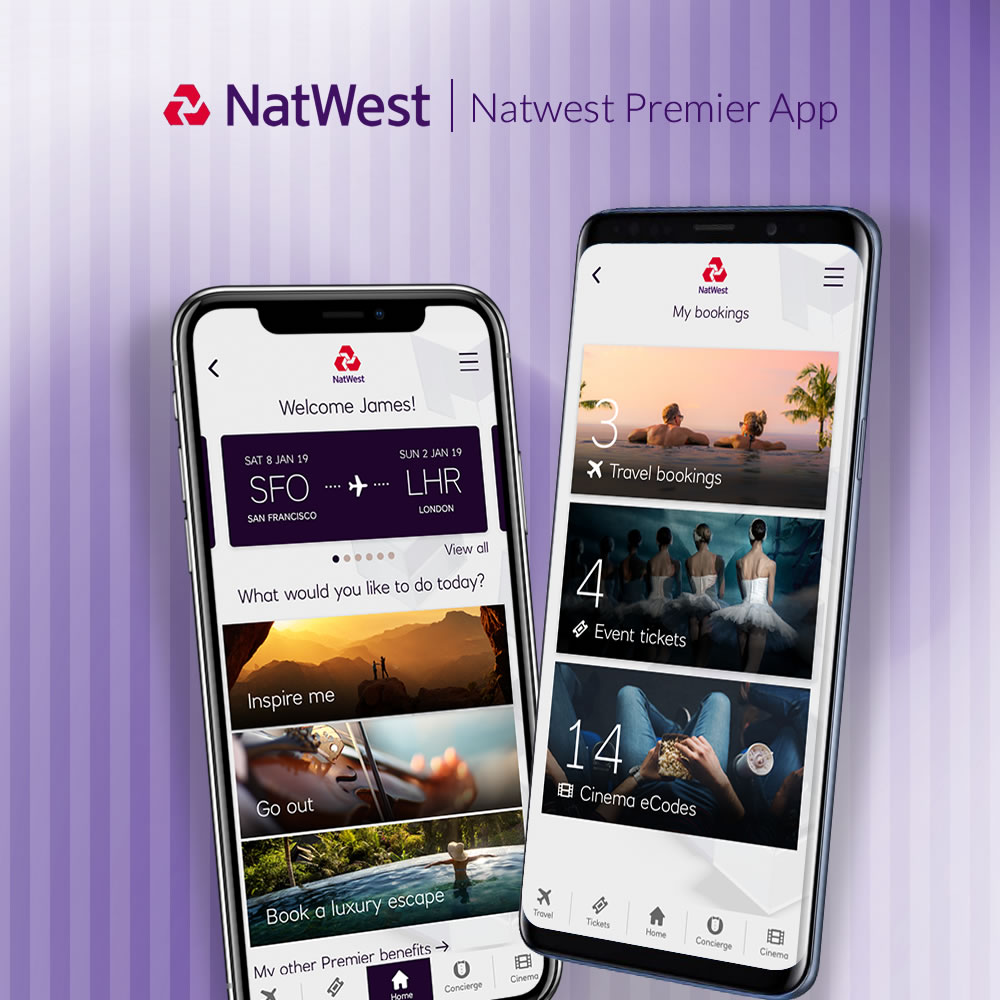 NatWest | Natwest Premier App
NatWest
Welcome James!
SAT 8 JAN 19
SFO
SAN FRANCISCO
SUN 2 JAN 19
LHR
LONDON
View all
What would you like to do today?
Inspire me
Go out
Book a luxury escape
My other Premier benefits →
Home
Concierge
Cinema
NatWest
My bookings
3
Travel bookings
4
Event tickets
14
Cinema eCodes
Travel
Tickets
Home
Concierge
Cinema